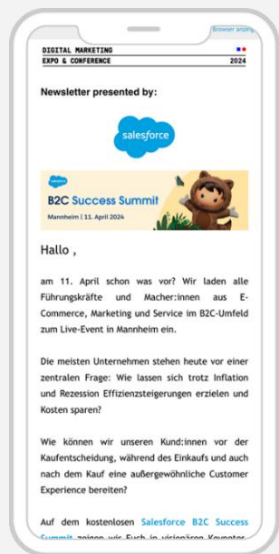 Browser anzeig
DIGITAL MARKETING
EXPO & CONFERENCE 2024
Newsletter presented by:
salesforce
salesforce
B2C Success Summit
Mannheim | 11. April 2024
Hallo ,
am 11. April schon was vor? Wir laden alle
Führungskräfte und Macher:innen aus E-
Commerce, Marketing und Service im B2C-Umfeld
zum Live-Event in Mannheim ein.
Die meisten Unternehmen stehen heute vor einer
zentralen Frage: Wie lassen sich trotz Inflation
und Rezession Effizienzsteigerungen erzielen und
Kosten sparen?
Wie können wir unseren Kund:innen vor der
Kaufentscheidung, während des Einkaufs und auch
nach dem Kauf eine außergewöhnliche Customer
Experience bereiten?
Auf dem kostenlosen Salesforce B2C Success
Summit zeigen wir Euch in visionären Keynotes,